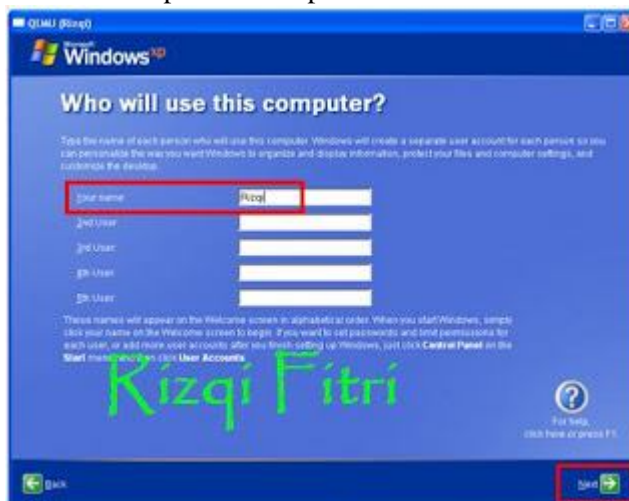 QEMU (Rizqi)
Microsoft
Windows xp
Who will use this computer?
Type the name of each person who will use this computer. Windows will create a separate user account for each person so you
can personalize the way you want Windows to organize and display information, protect your files and computer settings, and
customize the desktop.
Your name: Rizqi
2nd User:
3rd User:
4th User:
5th User:
These names will appear on the Welcome screen in alphabetical order. When you start Windows, simply
click your name on the Welcome screen to begin. If you want to set passwords and limit permissions for
each user, or add more user accounts after you finish setting up Windows, just click Control Panel on the
Start menu and then click User Accounts.
Rizqi Fitri
For help,
click here or press F1.
Back
Next